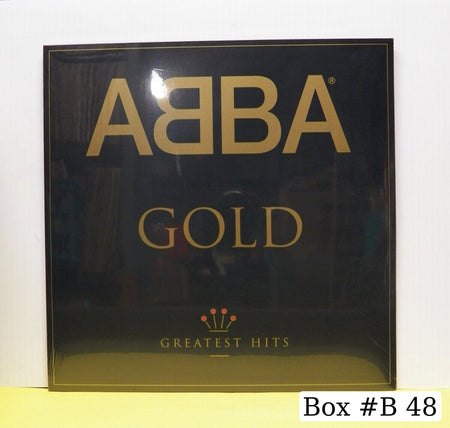 ABBA®
GOLD
GREATEST HITS
Box #B 48